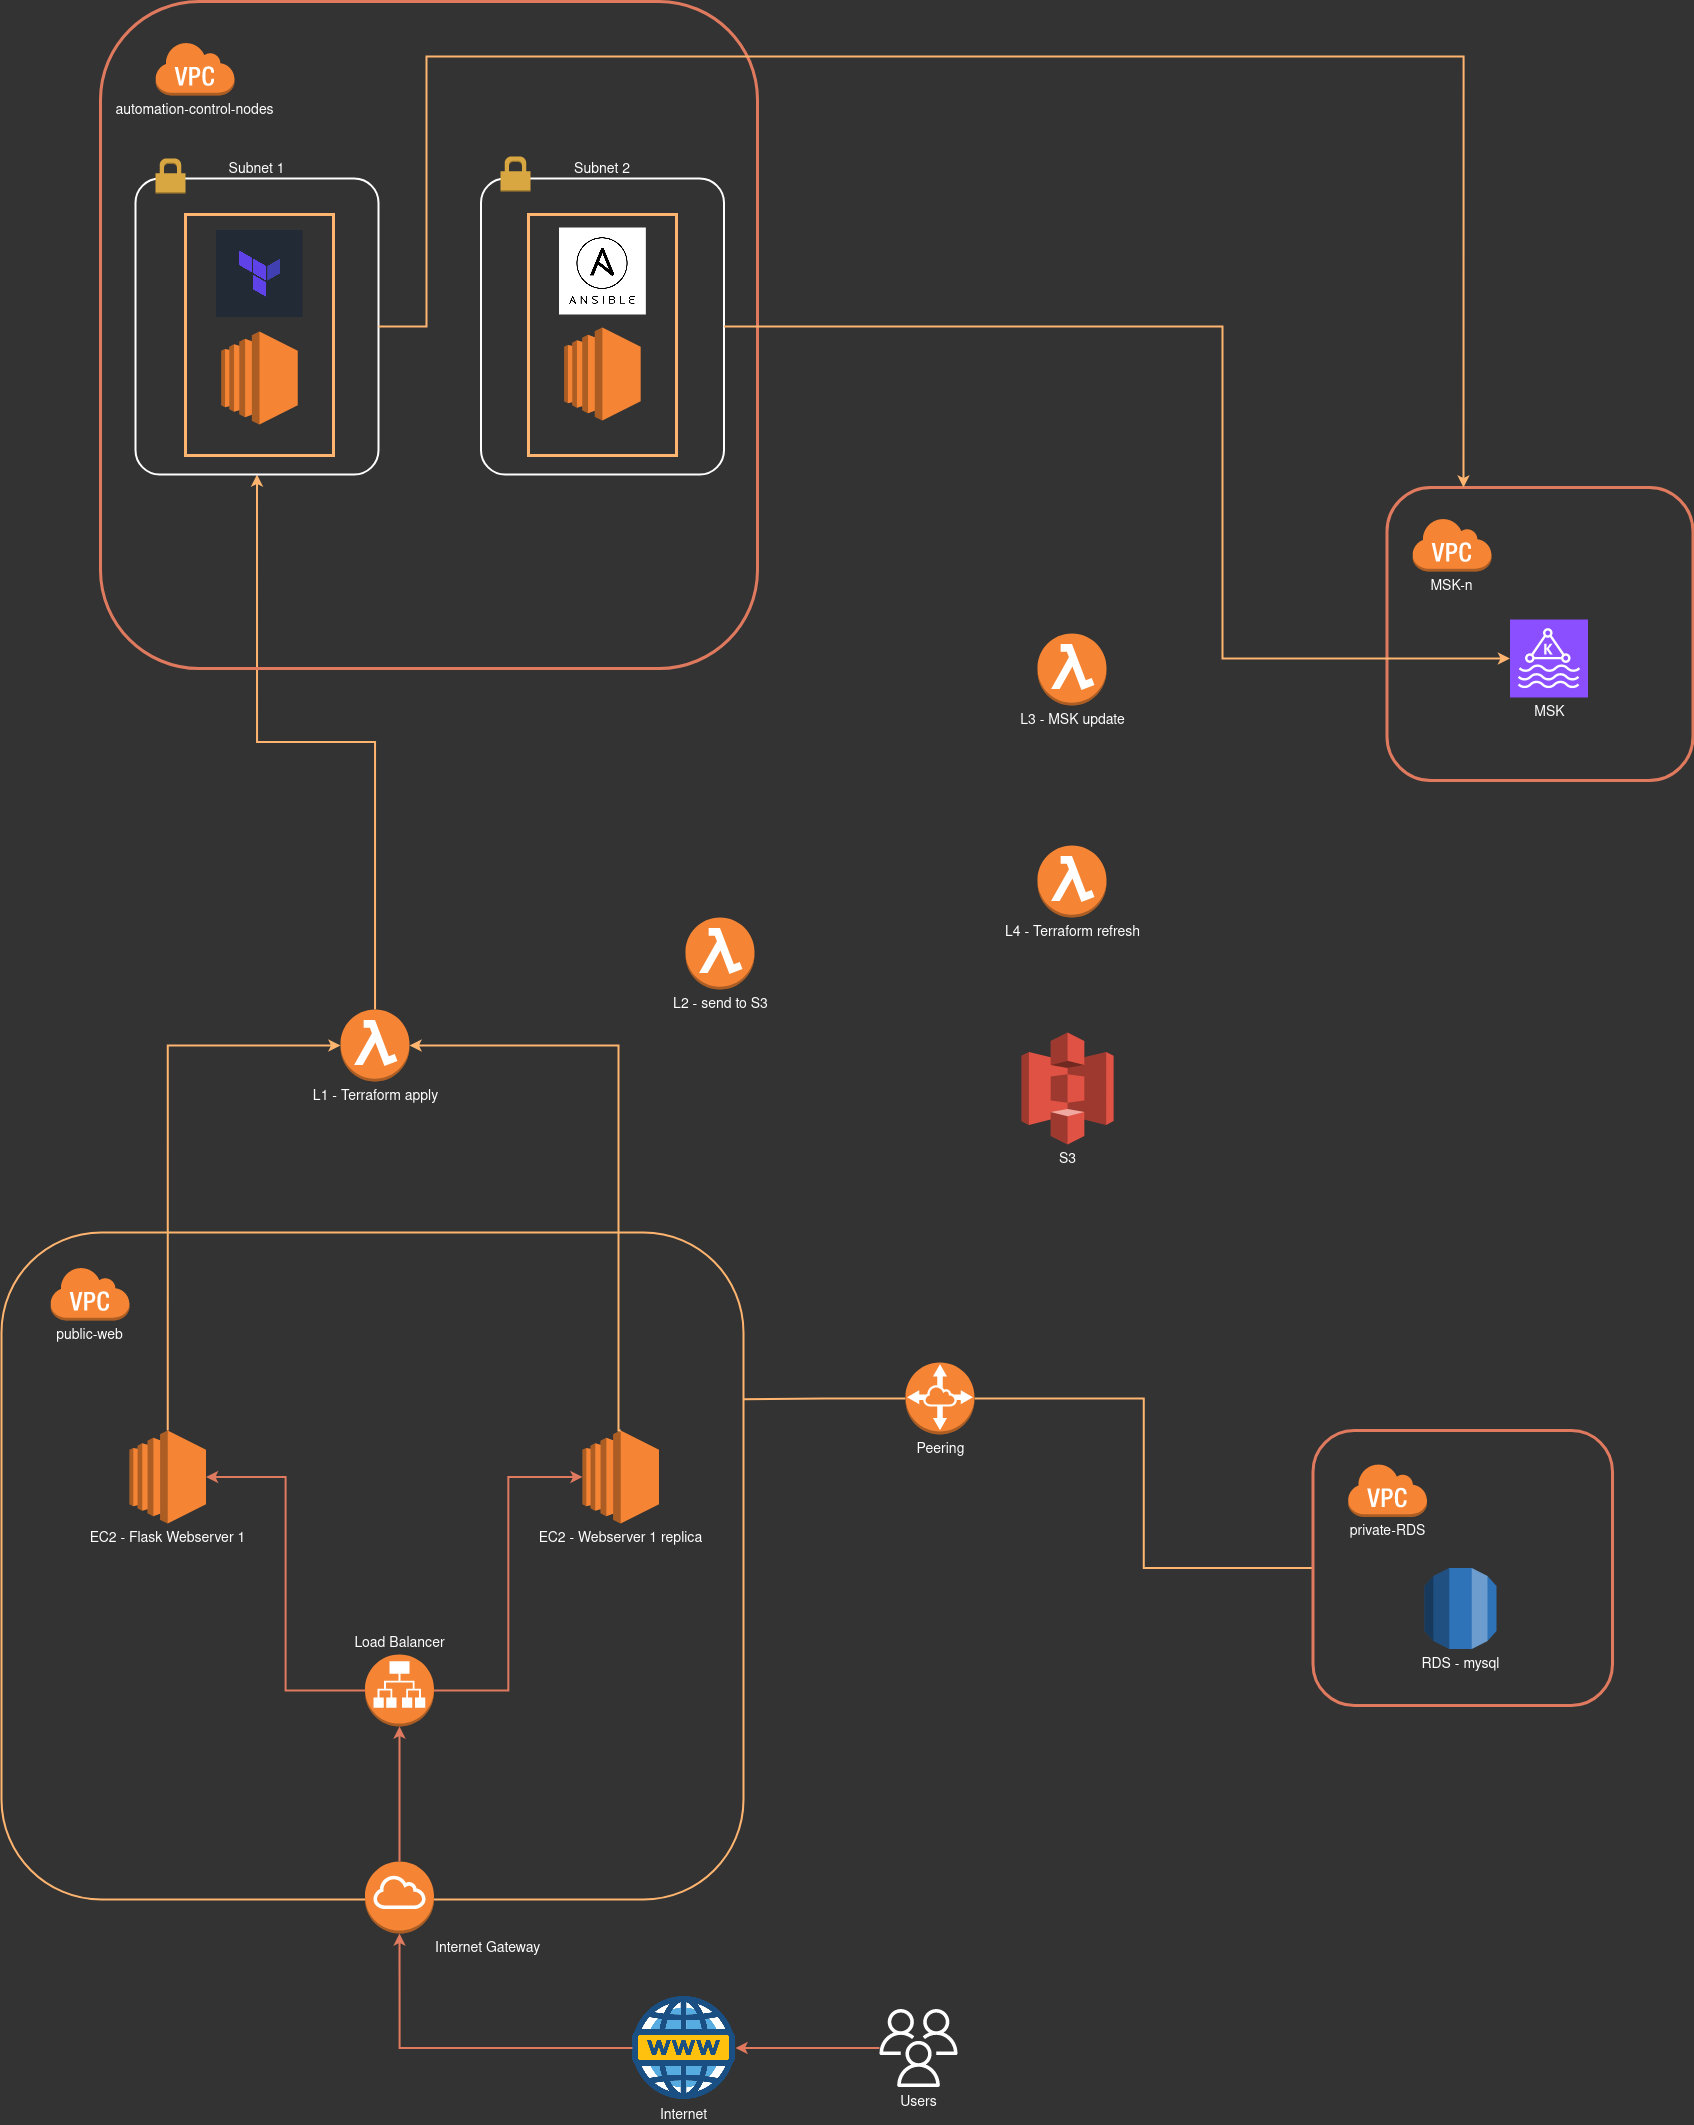 VPC
automation-control-nodes
Subnet 1
Subnet 2
ANSIBLE
VPC
MSK-n
K
MSK
L3 - MSK update
L4 - Terraform refresh
L2 - send to S3
L1 - Terraform apply
S3
VPC
public-web
Peering
EC2 - Flask Webserver 1
EC2 - Webserver 1 replica
VPC
private-RDS
RDS - mysql
Load Balancer
Internet Gateway
WWW
Internet
Users